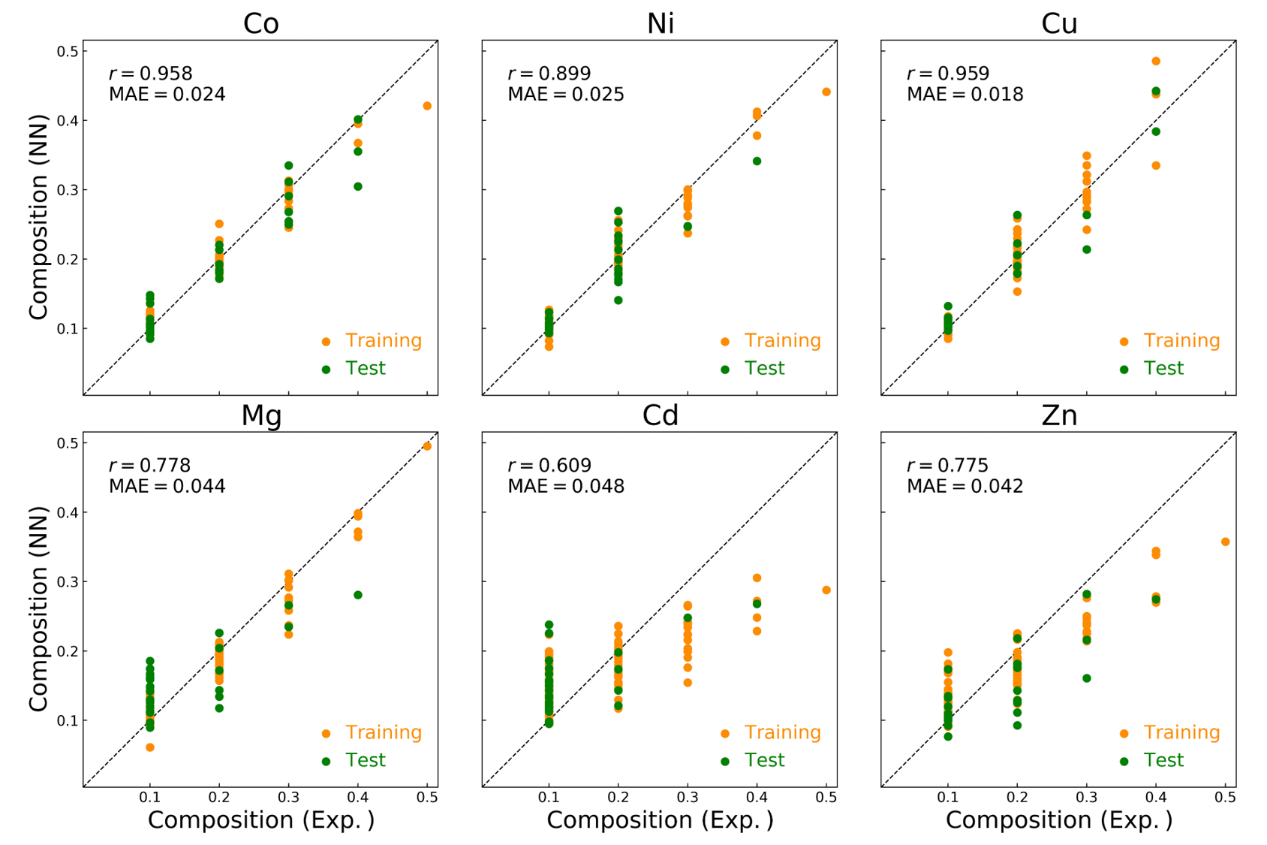 Co
Ni
Cu
0.5
0.4
0.3
0.2
0.1
Composition (NN)
r = 0.958
MAE = 0.024
Training
Test
r = 0.899
MAE = 0.025
Training
Test
r = 0.959
MAE = 0.018
Training
Test
Mg
Cd
Zn
0.5
0.4
0.3
0.2
0.1
Composition (NN)
r = 0.778
MAE = 0.044
Training
Test
r = 0.609
MAE = 0.048
Training
Test
r = 0.775
MAE = 0.042
Training
Test
0.1 0.2 0.3 0.4 0.5
0.1 0.2 0.3 0.4 0.5
0.1 0.2 0.3 0.4 0.5
Composition (Exp.)
Composition (Exp.)
Composition (Exp.)